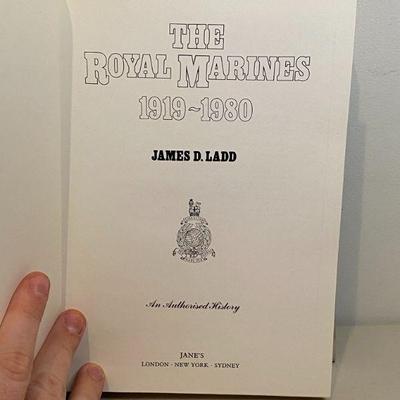 THE
ROYAL MARINES
1919~1980
JAMES D. LADD
An Authorised History
JANE'S
LONDON · NEW YORK · SYDNEY